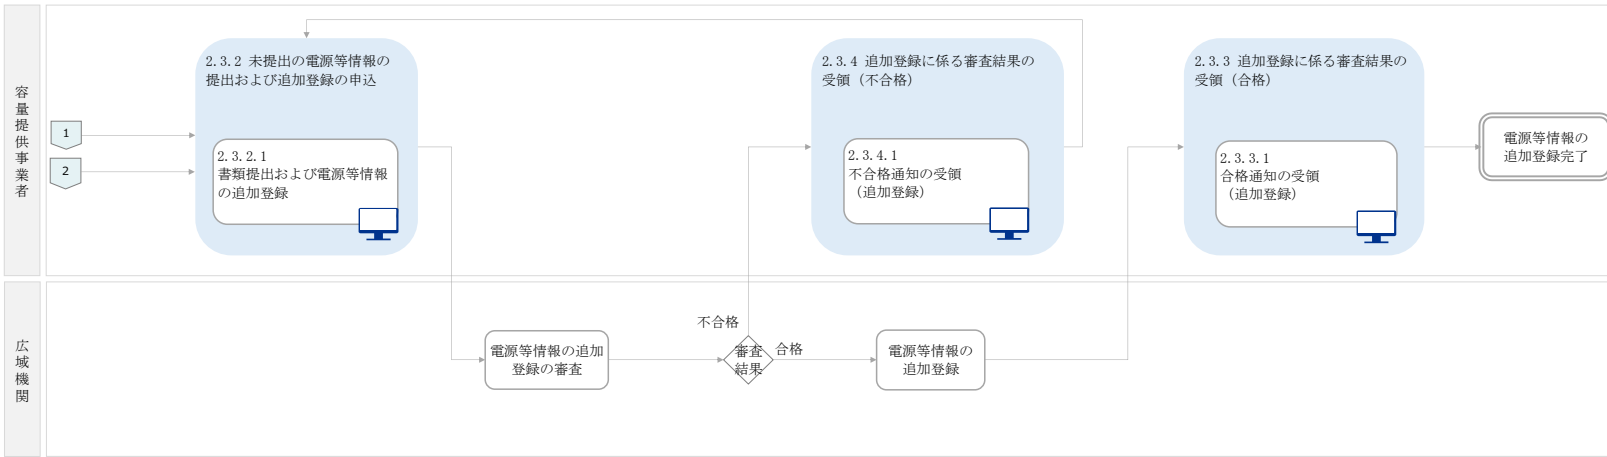 容量提供事業者
1
2
2.3.2 未提出の電源等情報の
提出および追加登録の申込
2.3.2.1
書類提出および電源等情報
の追加登録
2.3.4 追加登録に係る審査結果の
受領（不合格）
2.3.4.1
不合格通知の受領
（追加登録）
2.3.3 追加登録に係る審査結果の
受領（合格）
2.3.3.1
合格通知の受領
（追加登録）
電源等情報の
追加登録完了
広域機関
電源等情報の追加
登録の審査
不合格
審査
結果
合格
電源等情報の
追加登録